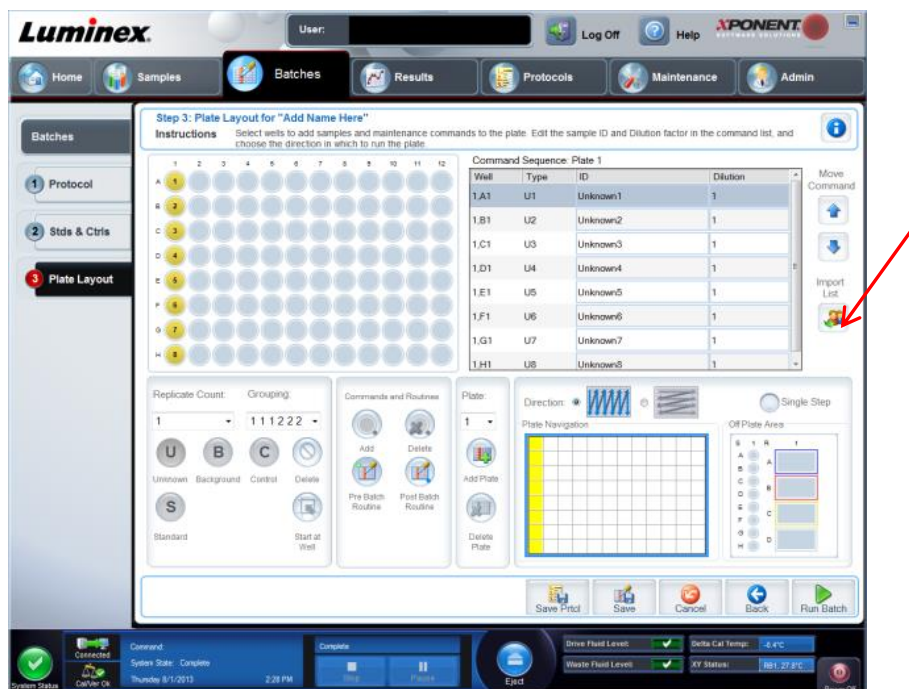 Luminex.
User:
Log Off
Help
XPONENT
Home
Samples
Batches
Results
Protocols
Maintenance
Admin
Batches
1 Protocol
2 Stds & Ctrls
3 Plate Layout
Step 3: Plate Layout for "Add Name Here"
Instructions Select wells to add samples and maintenance commands to the plate. Edit the sample ID and Dilution factor in the command list, and
choose the direction in which to run the plate.
1 2 3 4 5 6 7 8 9 10 11 12
A 1
B 2
C 3
D 4
E 5
F 6
G 7
H 8
Command Sequence: Plate 1
Well Type ID Dilution
1,A1 U1 Unknown1 1
1,B1 U2 Unknown2 1
1,C1 U3 Unknown3 1
1,D1 U4 Unknown4 1
1,E1 U5 Unknown5 1
1,F1 U6 Unknown6 1
1,G1 U7 Unknown7 1
1,H1 U8 Unknown8 1
Move
Command
Import
List
Replicate Count: Grouping:
1 111222
U B C
Unknown Background Control Delete
S
Standard Start at
Well
Commands and Routines
Add Delete
Pre Batch
Routine
Post Batch
Routine
Plate:
1
Add Plate
Delete
Plate
Direction:
Single Step
Plate Navigation
Off Plate Area
S 1 R 1
A
B
C
D
E
F
G
H
A
B
C
D
Save Prtcl
Save
Cancel
Back
Run Batch
System Status
Connected
Cal/Ver Ok
Command:
System State: Complete
Thursday 8/1/2013 2:28 PM
Complete
Stop
Pause
Eject
Drive Fluid Level:
Waste Fluid Level:
Delta Cal Temp:
XY Status: